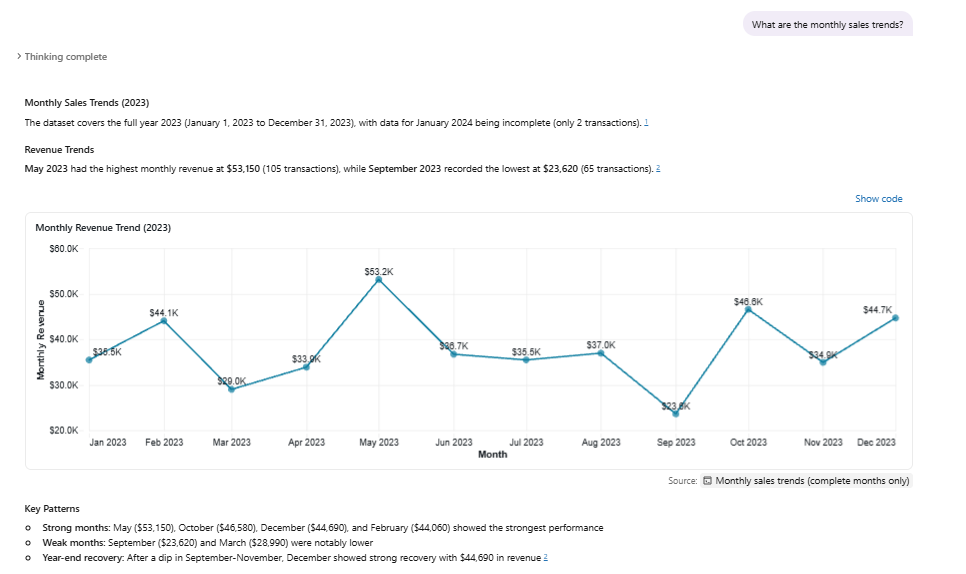 What are the monthly sales trends?
Thinking complete
Monthly Sales Trends (2023)
The dataset covers the full year 2023 (January 1, 2023 to December 31, 2023), with data for January 2024 being incomplete (only 2 transactions). 1
Revenue Trends
May 2023 had the highest monthly revenue at $53,150 (105 transactions), while September 2023 recorded the lowest at $23,620 (65 transactions). 2
Show code
Monthly Revenue Trend (2023)
Monthly Revenue
$60.0K
$50.0K
$40.0K
$30.0K
$20.0K
$35.5K
$44.1K
$29.0K
$33.9K
$53.2K
$36.7K
$35.5K
$37.0K
$23.6K
$46.6K
$34.9K
$44.7K
Jan 2023 Feb 2023 Mar 2023 Apr 2023 May 2023 Jun 2023 Jul 2023 Aug 2023 Sep 2023 Oct 2023 Nov 2023 Dec 2023
Month
Source: Monthly sales trends (complete months only)
Key Patterns
Strong months: May ($53,150), October ($46,580), December ($44,690), and February ($44,060) showed the strongest performance
Weak months: September ($23,620) and March ($28,990) were notably lower
Year-end recovery: After a dip in September-November, December showed strong recovery with $44,690 in revenue 2